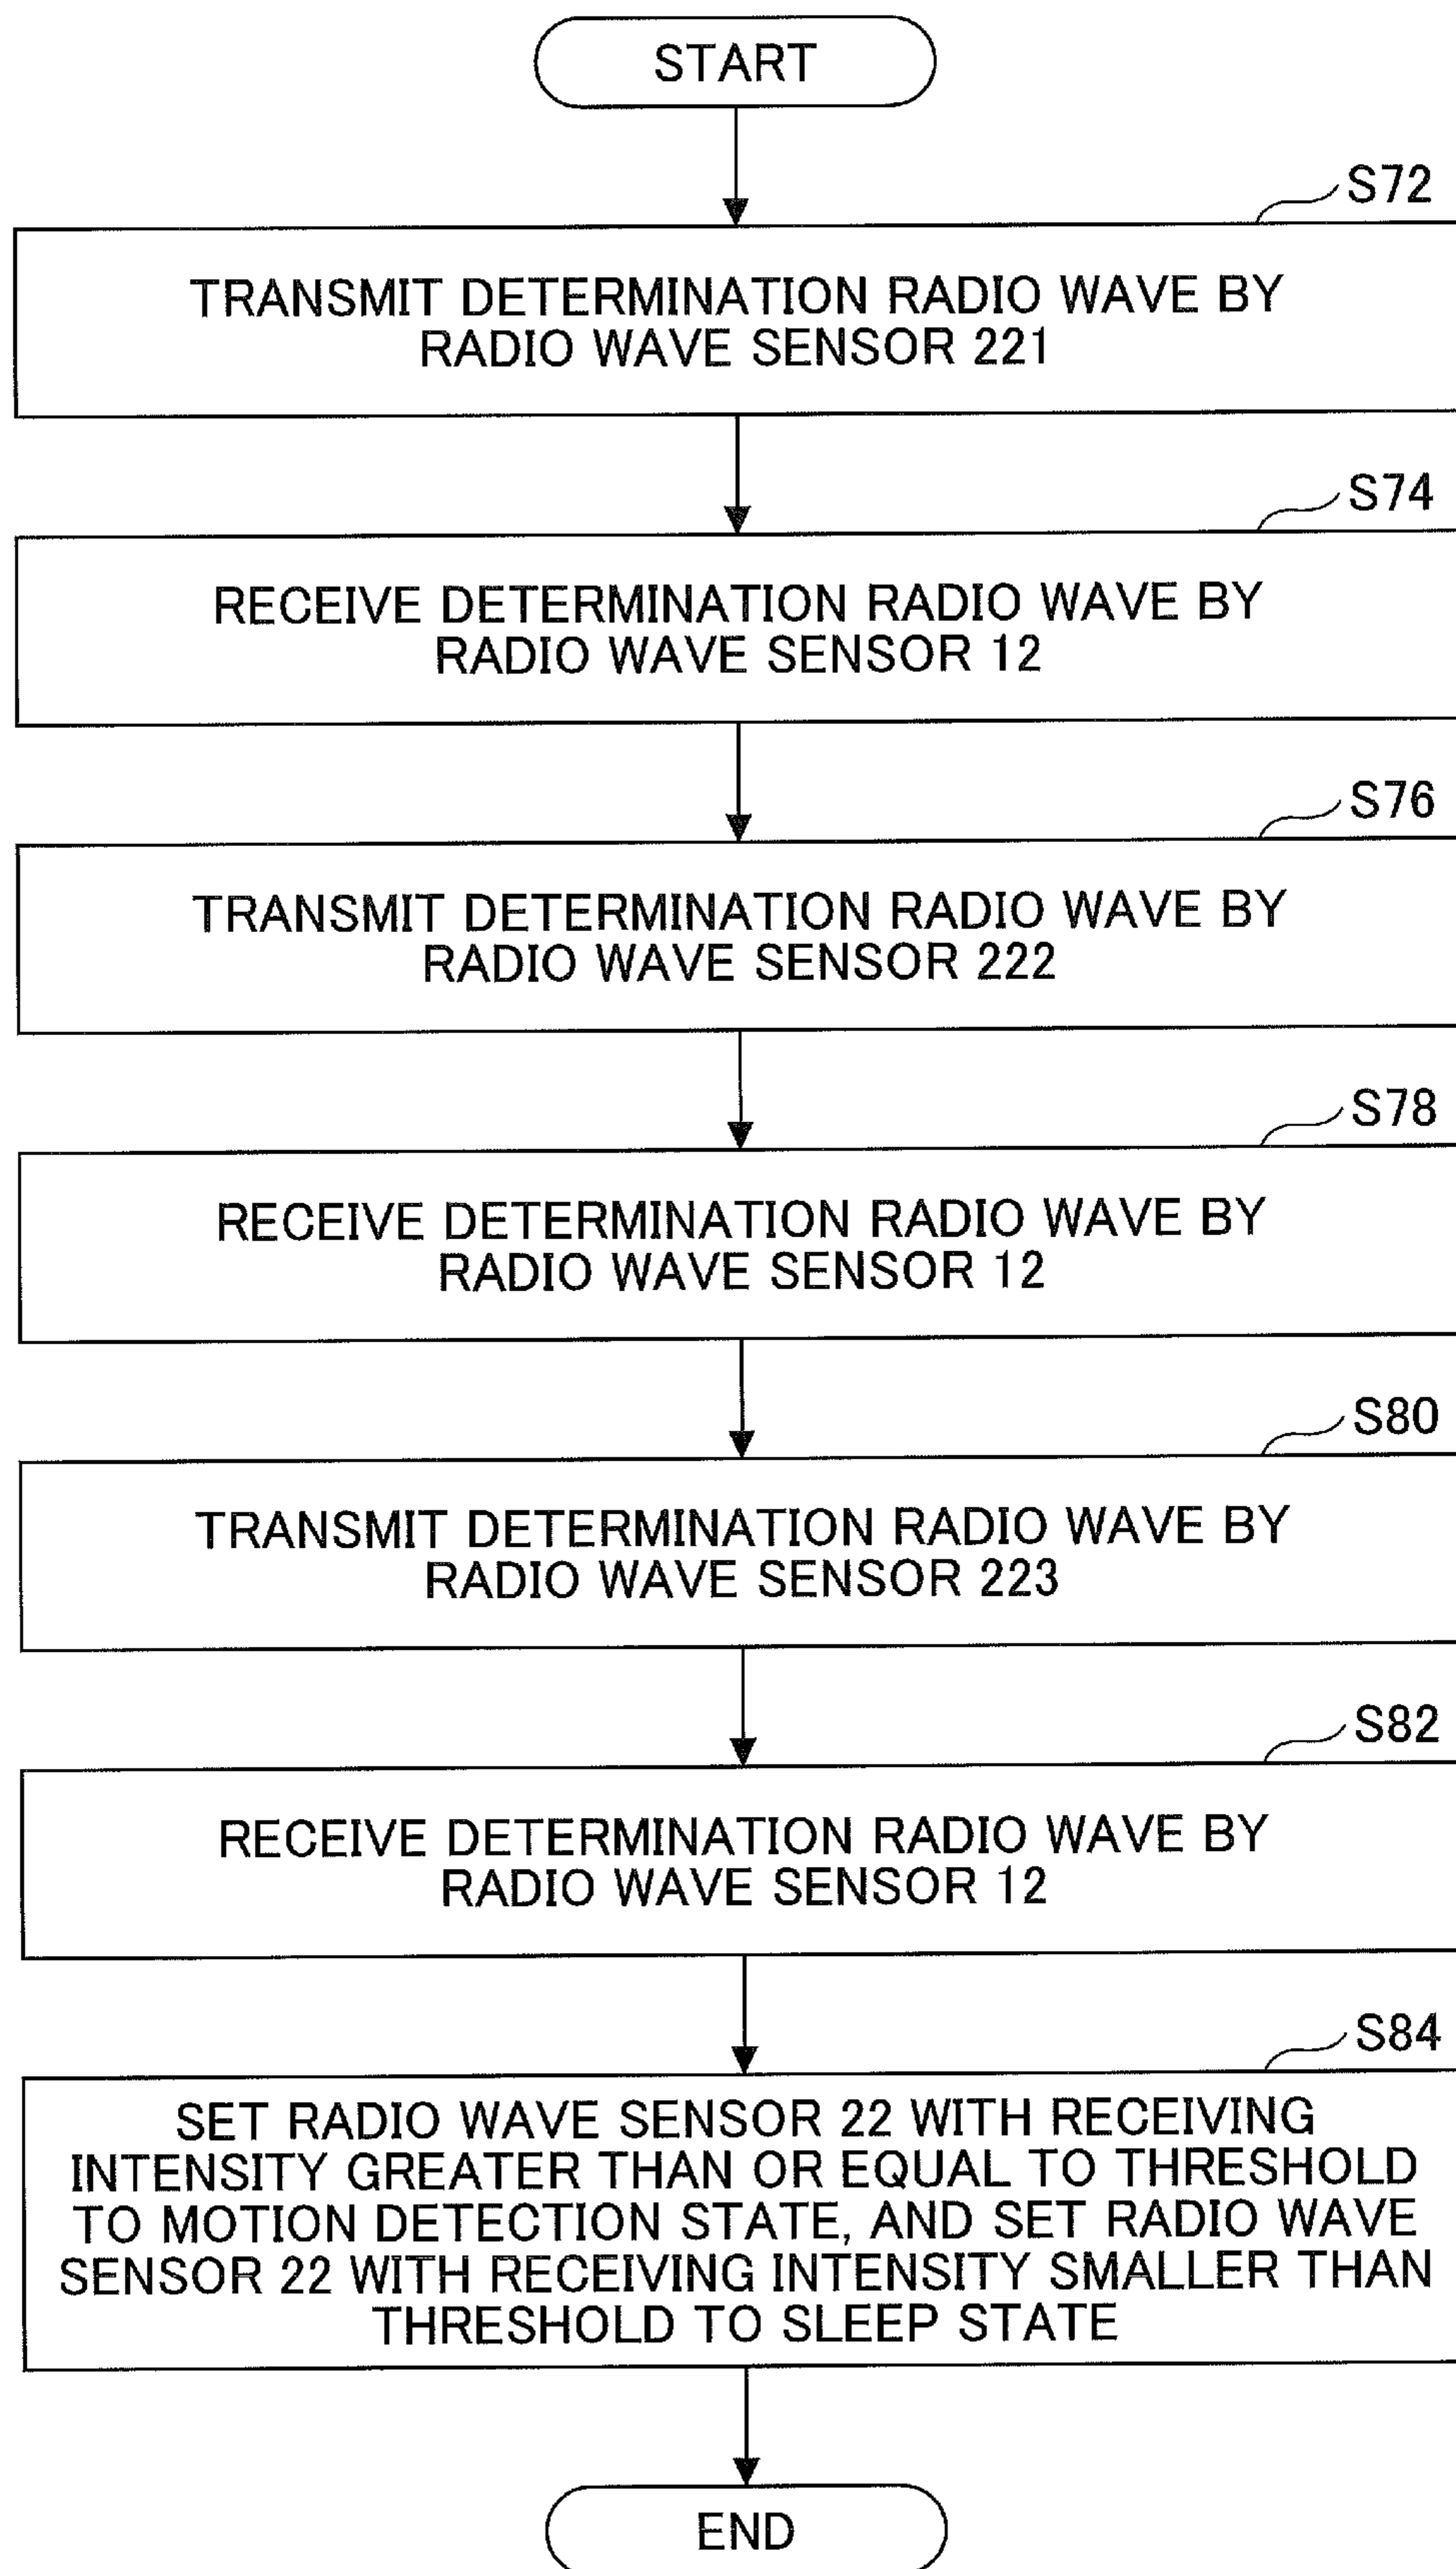 START
S72
TRANSMIT DETERMINATION RADIO WAVE BY
RADIO WAVE SENSOR 221
S74
RECEIVE DETERMINATION RADIO WAVE BY
RADIO WAVE SENSOR 12
S76
TRANSMIT DETERMINATION RADIO WAVE BY
RADIO WAVE SENSOR 222
S78
RECEIVE DETERMINATION RADIO WAVE BY
RADIO WAVE SENSOR 12
S80
TRANSMIT DETERMINATION RADIO WAVE BY
RADIO WAVE SENSOR 223
S82
RECEIVE DETERMINATION RADIO WAVE BY
RADIO WAVE SENSOR 12
S84
SET RADIO WAVE SENSOR 22 WITH RECEIVING
INTENSITY GREATER THAN OR EQUAL TO THRESHOLD
TO MOTION DETECTION STATE, AND SET RADIO WAVE
SENSOR 22 WITH RECEIVING INTENSITY SMALLER THAN
THRESHOLD TO SLEEP STATE
END